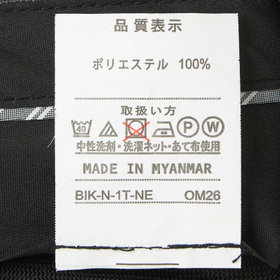 品質表示
ポリエステル 100%
取扱い方
40 P W
中性洗剤・洗濯ネット・あて布使用
MADE IN MYANMAR
BIK-N-1T-NE OM26